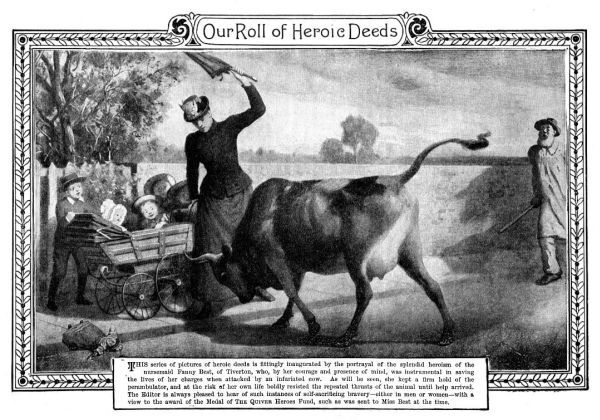 Our Roll of Heroic Deeds
THIS series of pictures of heroic deeds is fittingly inaugurated by the portrayal of the splendid heroism of the
nursemaid Fanny Best, of Tiverton, who, by her courage and presence of mind, was instrumental in saving
the lives of her charges when attacked by an infuriated cow. As will be seen, she kept a firm hold of the
perambulator, and at the risk of her own life boldly resisted the repeated thrusts of the animal until help arrived.
The Editor is always pleased to hear of such instances of self-sacrificing bravery—either in men or women—with a
view to the award of the Medal of THE QUIVER HEROES FUND, such as was sent to Miss Best at the time.